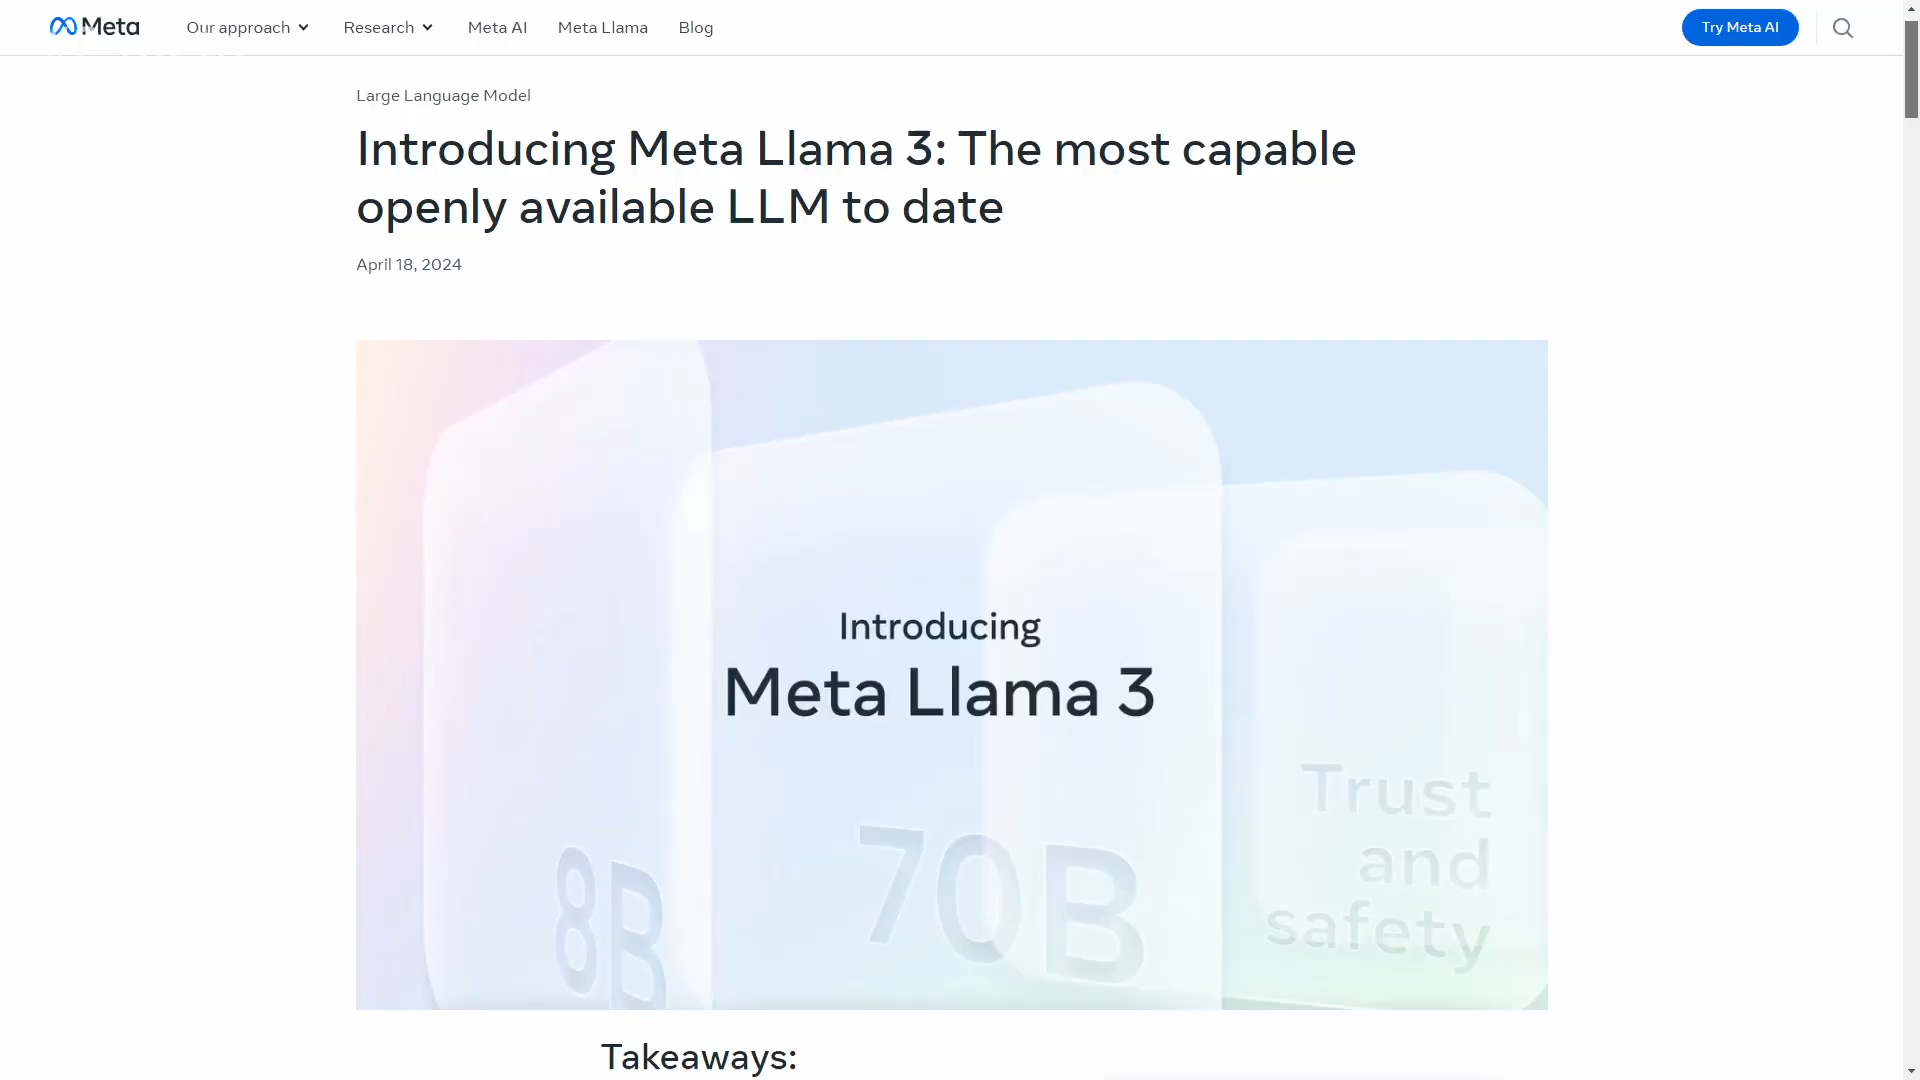 Meta
Our approach
Research
Meta AI
Meta Llama
Blog
Try Meta AI
Large Language Model
Introducing Meta Llama 3: The most capable
openly available LLM to date
April 18, 2024
Introducing
Meta Llama 3
8B
70B
Trust
and
safety
Takeaways: